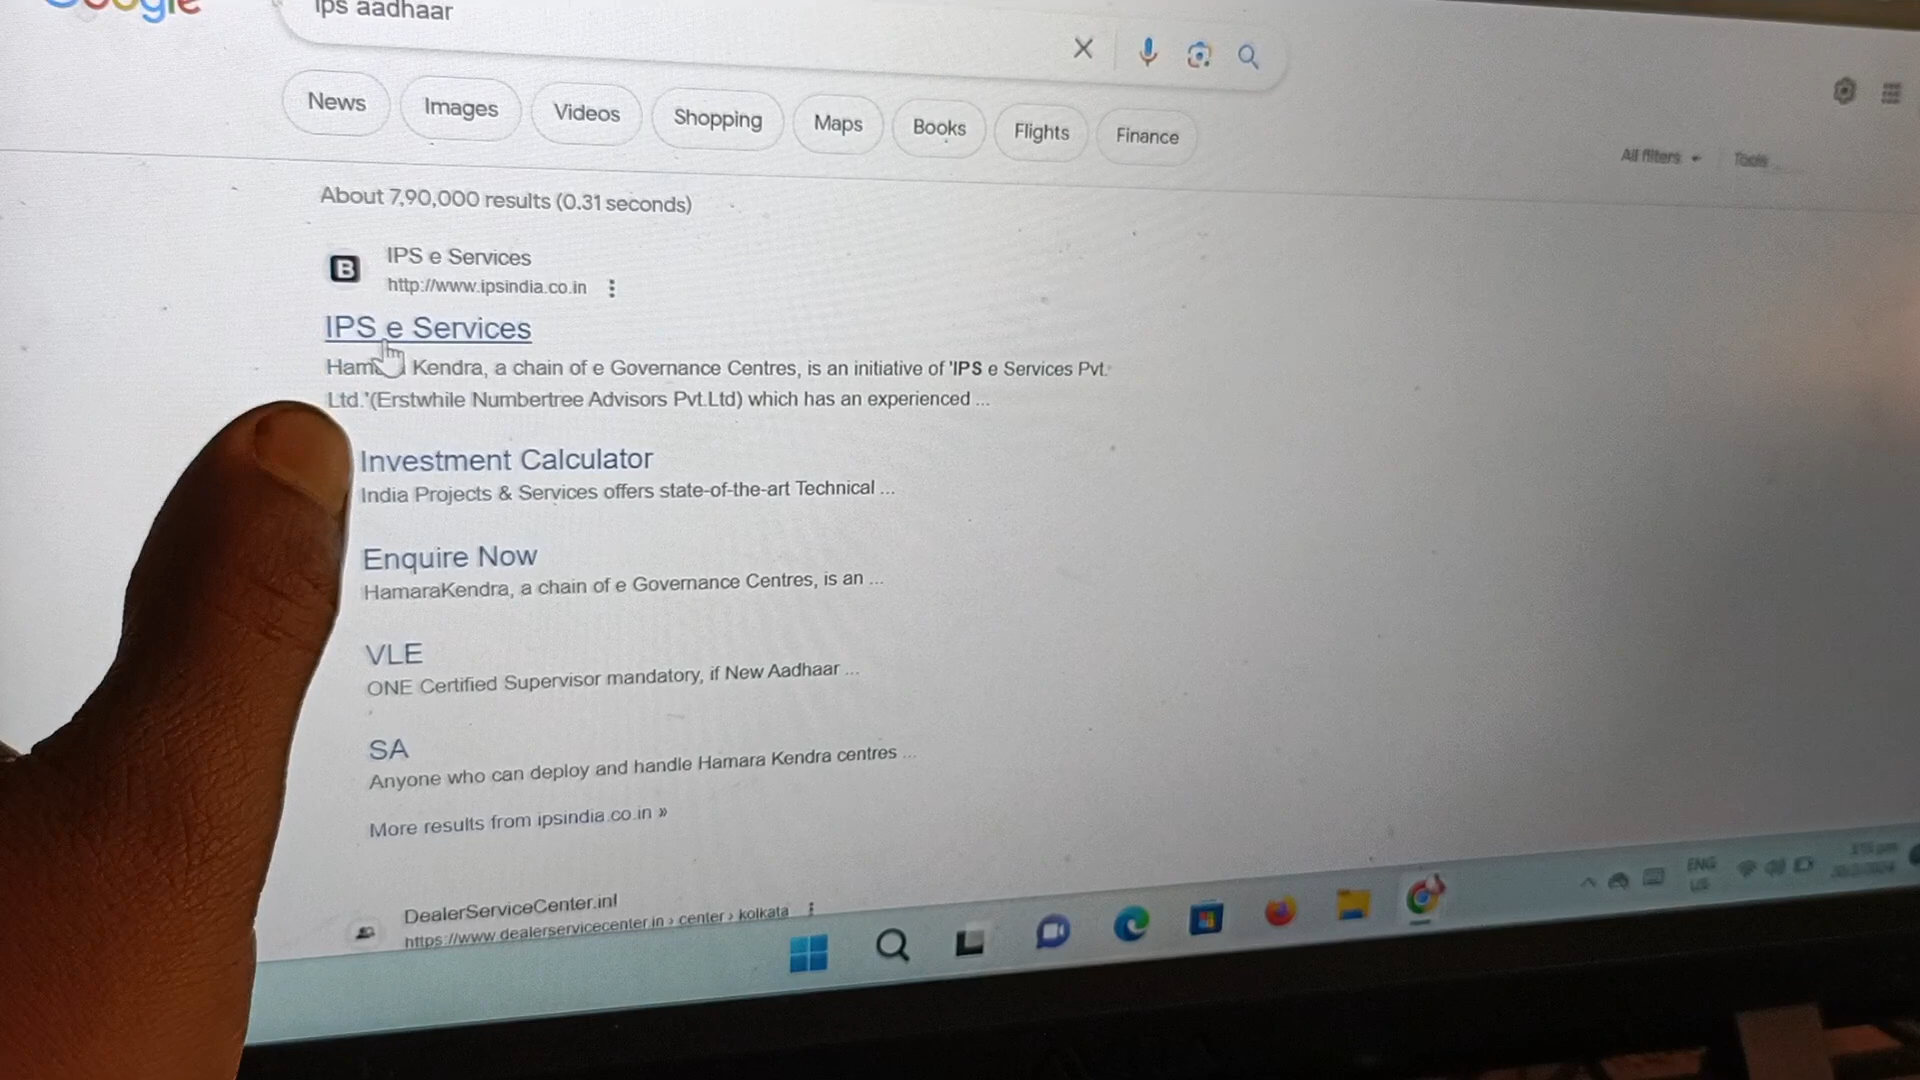 Google
ips aadhaar
News Images Videos Shopping Maps Books Flights Finance
All filters Tools
About 7,90,000 results (0.31 seconds)
B
IPS e Services
http://www.ipsindia.co.in
IPS e Services
Ham Kendra, a chain of e Governance Centres, is an initiative of 'IPS e Services Pvt.
Ltd.'(Erstwhile Numbertree Advisors Pvt.Ltd) which has an experienced ...
Investment Calculator
India Projects & Services offers state-of-the-art Technical ...
Enquire Now
HamaraKendra, a chain of e Governance Centres, is an ...
VLE
ONE Certified Supervisor mandatory, if New Aadhaar ...
SA
Anyone who can deploy and handle Hamara Kendra centres ...
More results from ipsindia.co.in »
DealerServiceCenter.in!
https://www.dealerservicecenter.in › center › kolkata
ENG
US